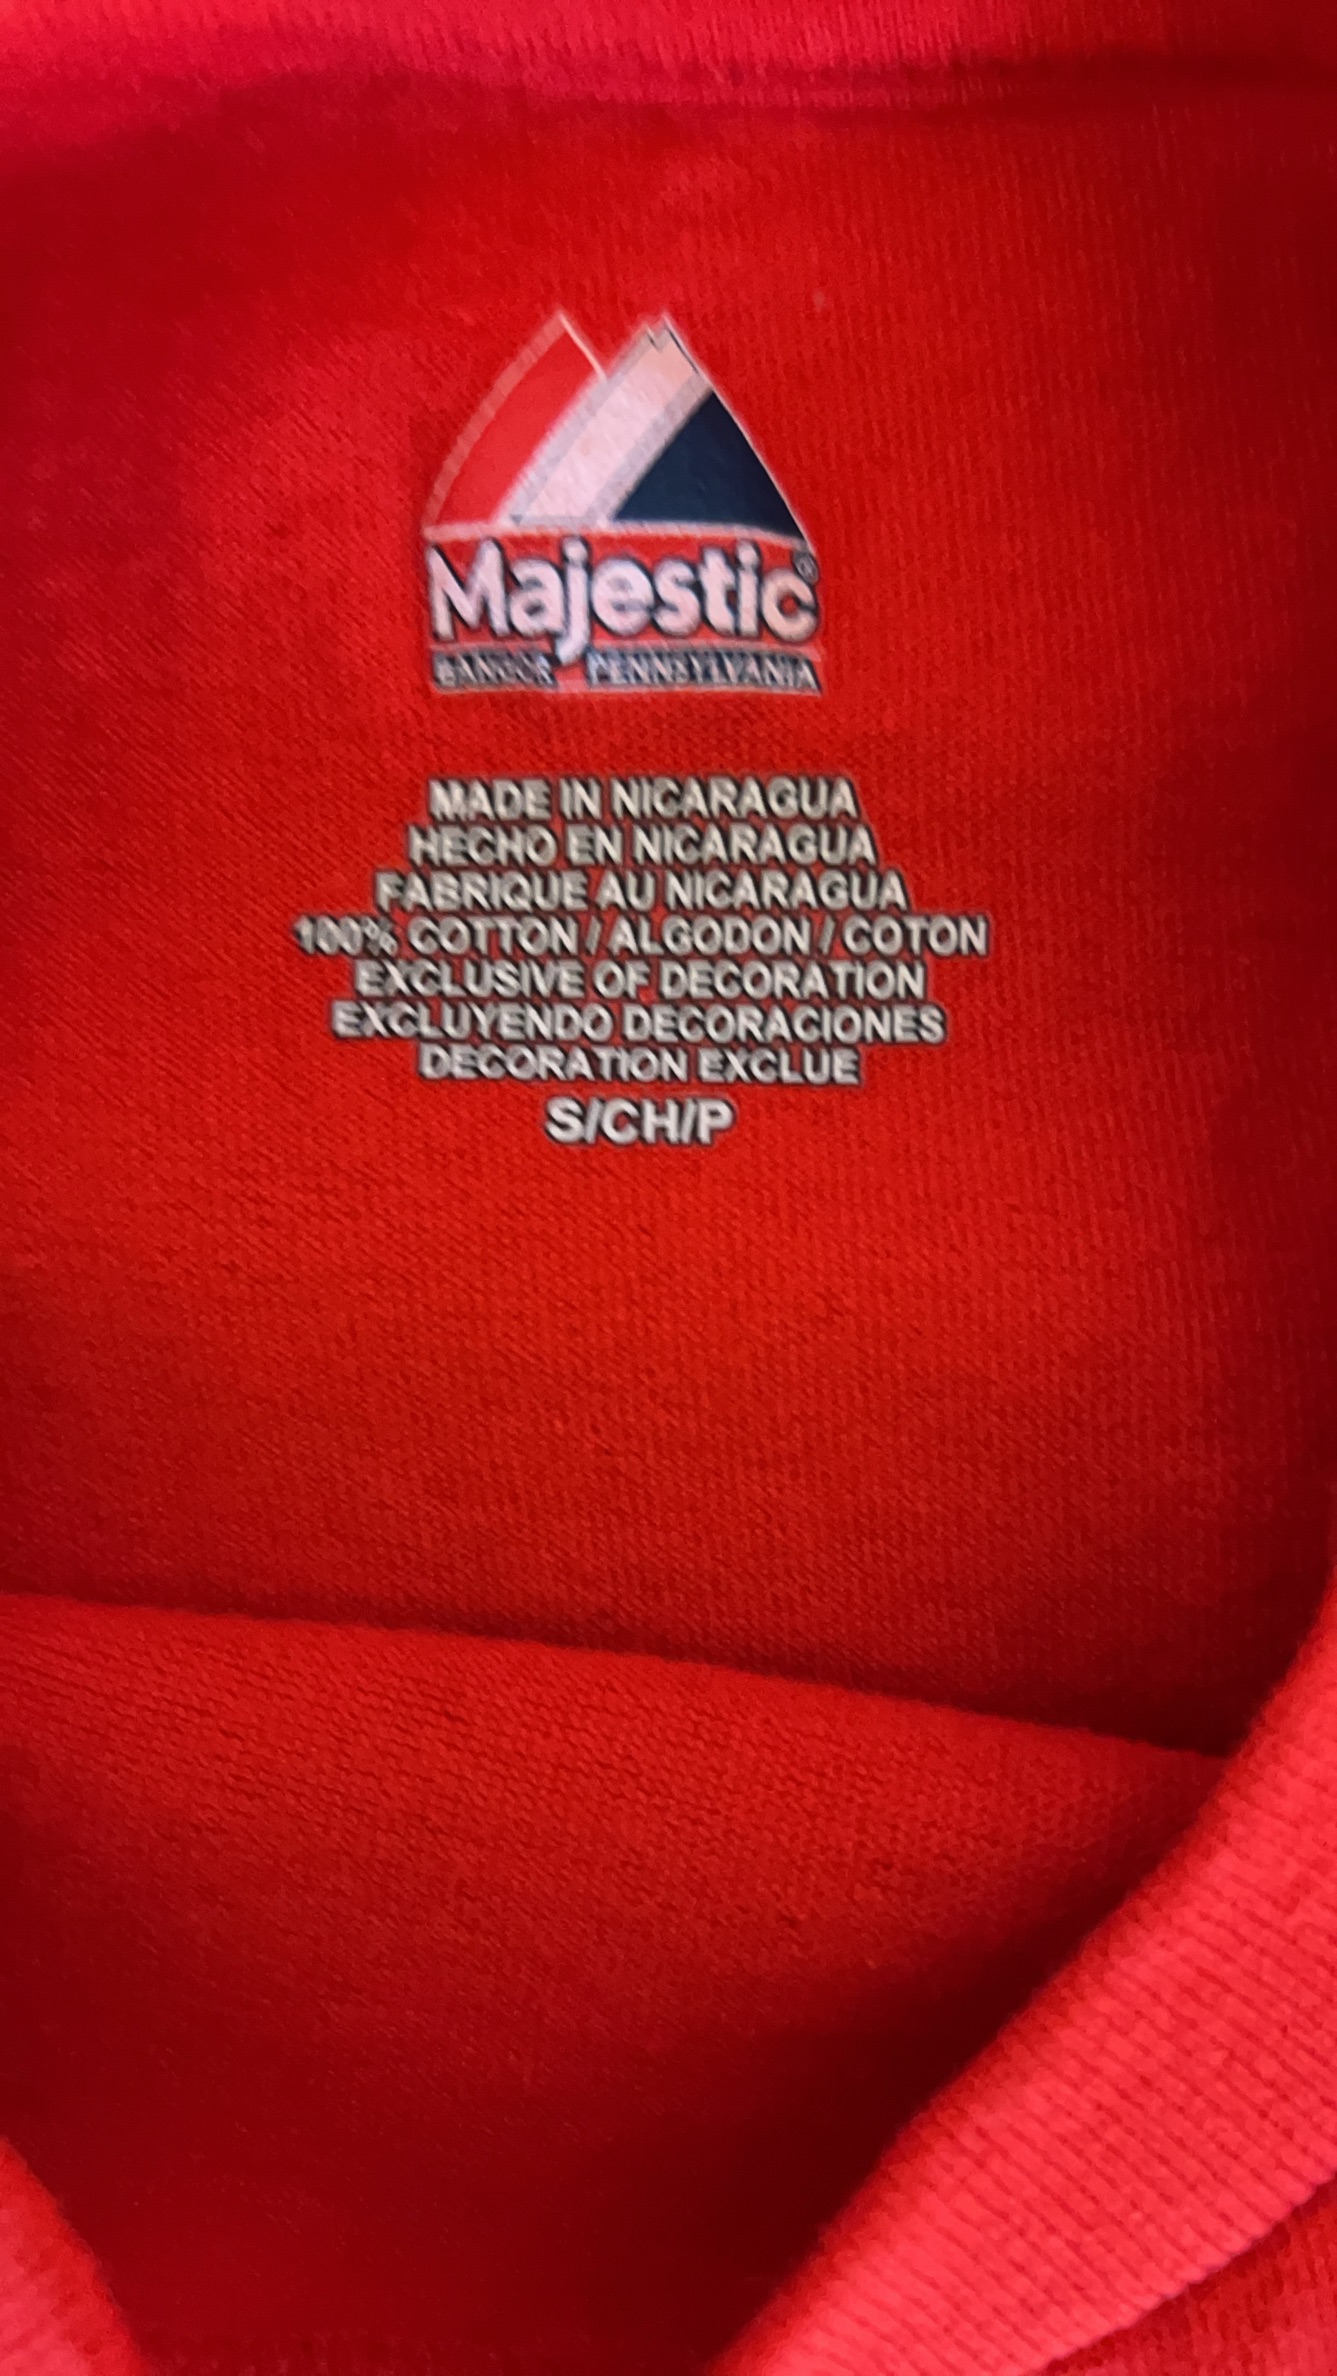 Majestic®
BANGOR PENNSYLVANIA
MADE IN NICARAGUA
HECHO EN NICARAGUA
FABRIQUE AU NICARAGUA
100% COTTON / ALGODON / COTON
EXCLUSIVE OF DECORATION
EXCLUYENDO DECORACIONES
DECORATION EXCLUE
S/CH/P